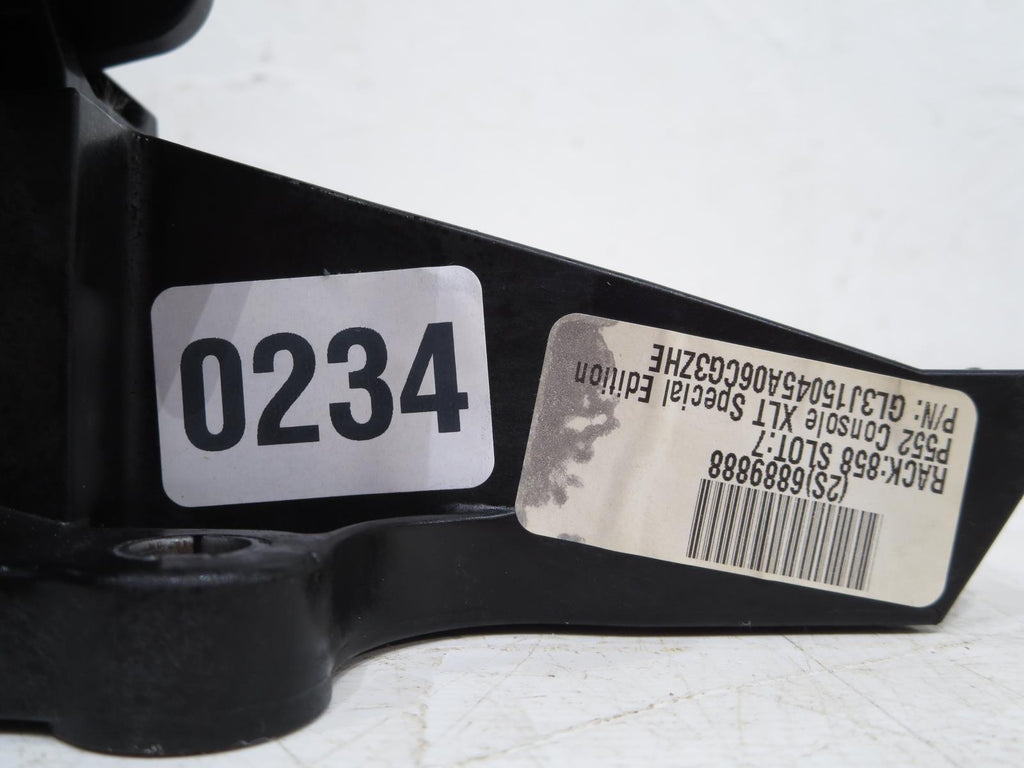 0234
(2S)6889888
RACK:858 SLOT:7
P552 Console XLT Special Edition
P/N: GL3J15045A06CG3ZHE